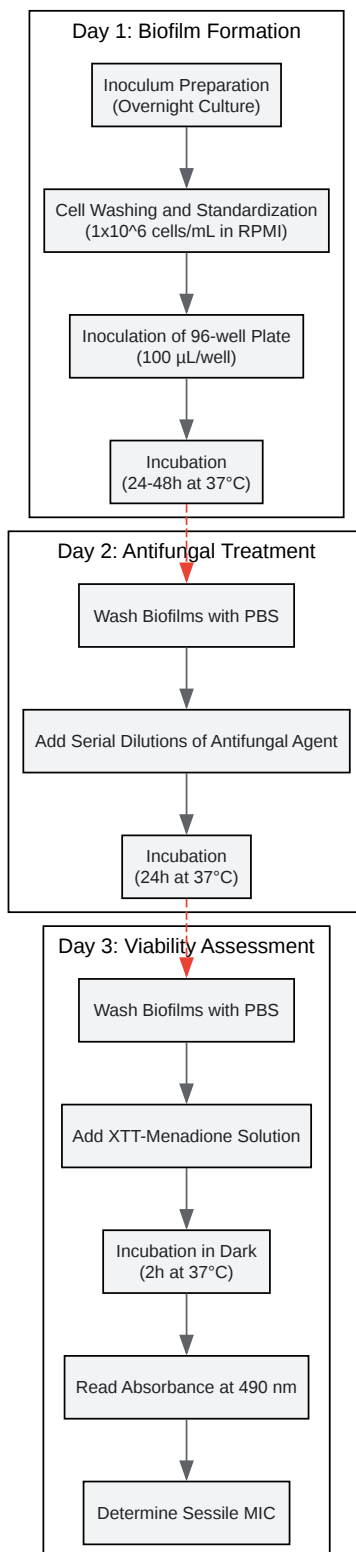 Day 1: Biofilm Formation
Inoculum Preparation
(Overnight Culture)
Cell Washing and Standardization
(1x10^6 cells/mL in RPMI)
Inoculation of 96-well Plate
(100 µL/well)
Incubation
(24-48h at 37°C)
Day 2: Antifungal Treatment
Wash Biofilms with PBS
Add Serial Dilutions of Antifungal Agent
Incubation
(24h at 37°C)
Day 3: Viability Assessment
Wash Biofilms with PBS
Add XTT-Menadione Solution
Incubation in Dark
(2h at 37°C)
Read Absorbance at 490 nm
Determine Sessile MIC